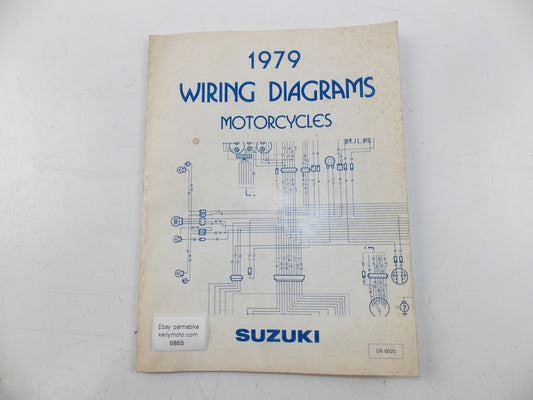 1979
WIRING DIAGRAMS
MOTORCYCLES
Ebay: parmabike
kellymoto.com
6865
SUZUKI
SR-9020